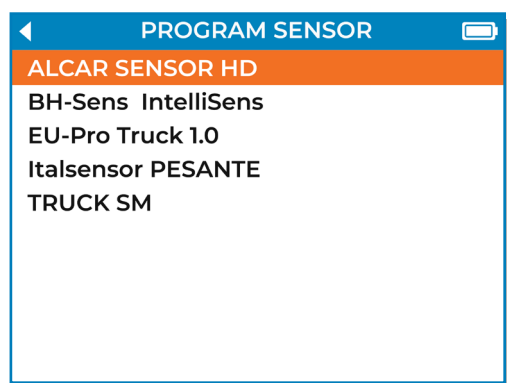 PROGRAM SENSOR
ALCAR SENSOR HD
BH-Sens IntelliSens
EU-Pro Truck 1.0
Italsensor PESANTE
TRUCK SM